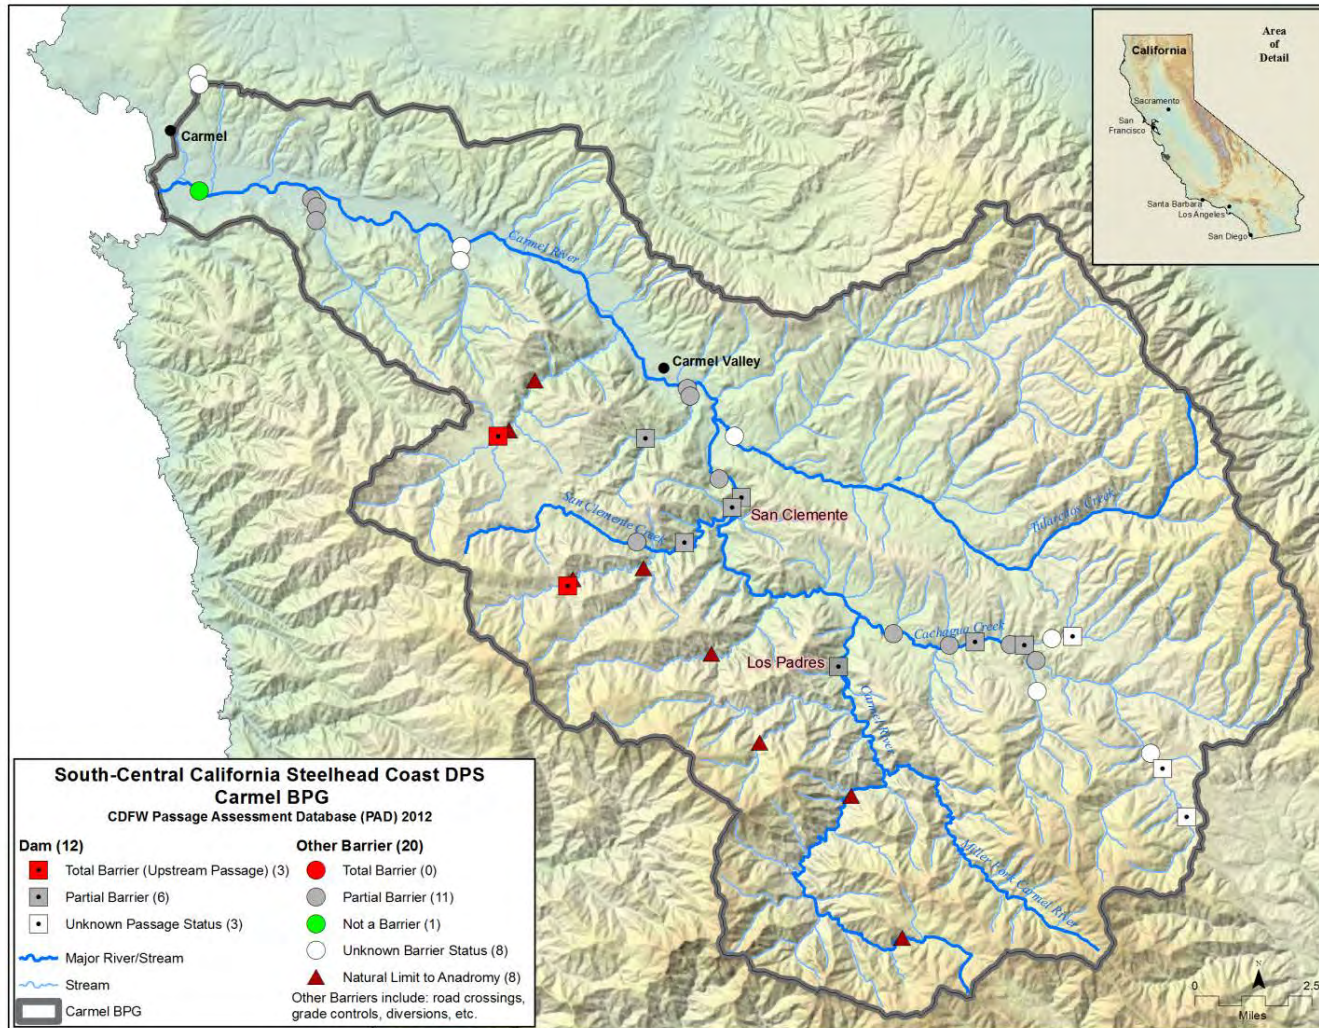 Area
of
Detail
California
Sacramento
San
Francisco
Santa Barbara
Los Angeles
San Diego
Carmel
Carmel River
Carmel Valley
San Clemente Creek
San Clemente
Tularcitos Creek
Cachagua Creek
Los Padres
Carmel River
Miller Fork Carmel River
South-Central California Steelhead Coast DPS
Carmel BPG
CDFW Passage Assessment Database (PAD) 2012
Dam (12)
Total Barrier (Upstream Passage) (3)
Partial Barrier (6)
Unknown Passage Status (3)
Major River/Stream
Stream
Carmel BPG
Other Barrier (20)
Total Barrier (0)
Partial Barrier (11)
Not a Barrier (1)
Unknown Barrier Status (8)
Natural Limit to Anadromy (8)
Other Barriers include: road crossings,
grade controls, diversions, etc.
N
0 2.5
Miles